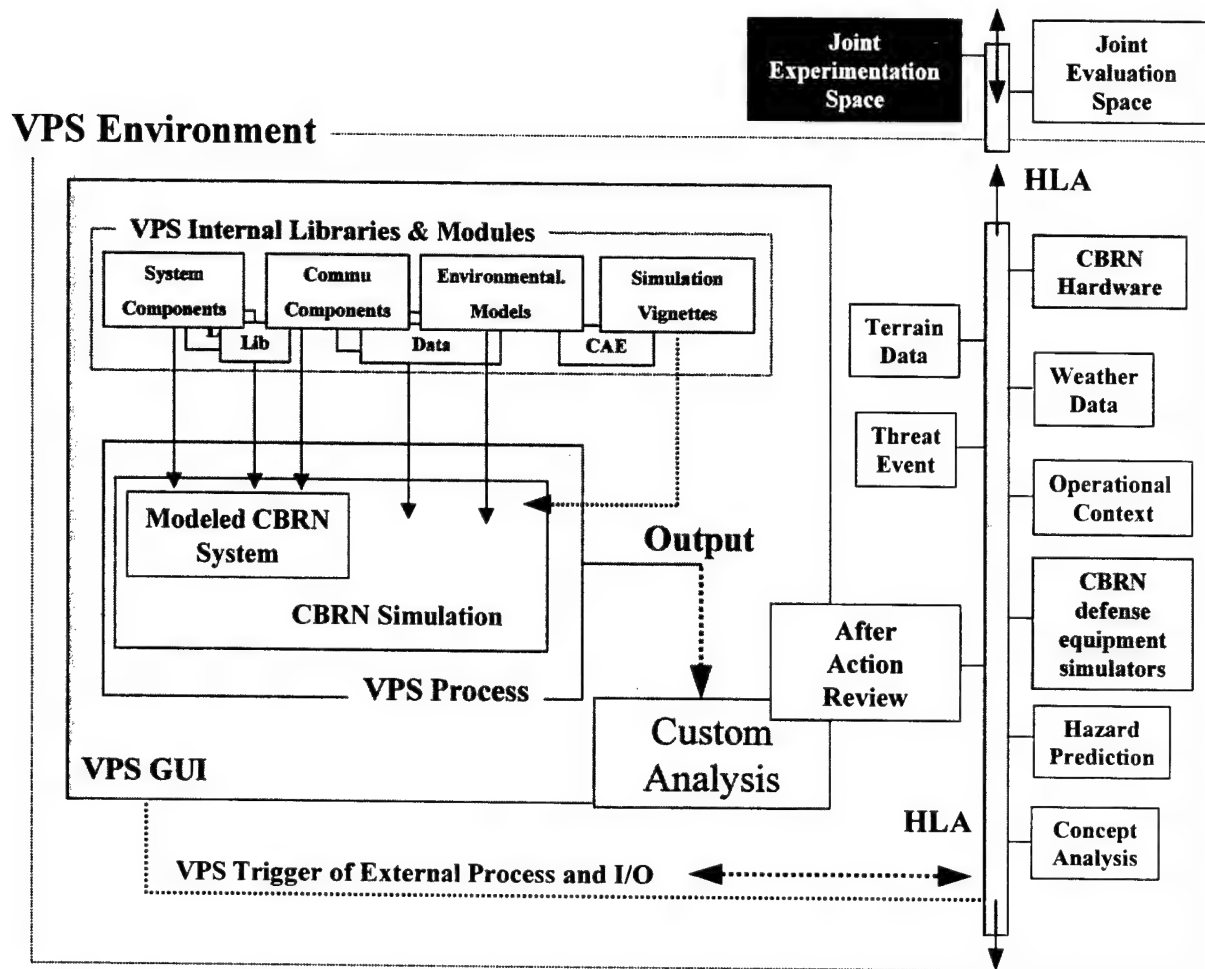 Joint
Experimentation
Space
Joint
Evaluation
Space
VPS Environment
HLA
VPS Internal Libraries & Modules
System
Components
Commu
Components
Environmental.
Models
Simulation
Vignettes
Lib
Data
CAE
CBRN
Hardware
Terrain
Data
Weather
Data
Threat
Event
Operational
Context
Modeled CBRN
System
Output
CBRN Simulation
CBRN
defense
equipment
simulators
After
Action
Review
VPS Process
Custom
Analysis
Hazard
Prediction
VPS GUI
HLA
Concept
Analysis
VPS Trigger of External Process and I/O